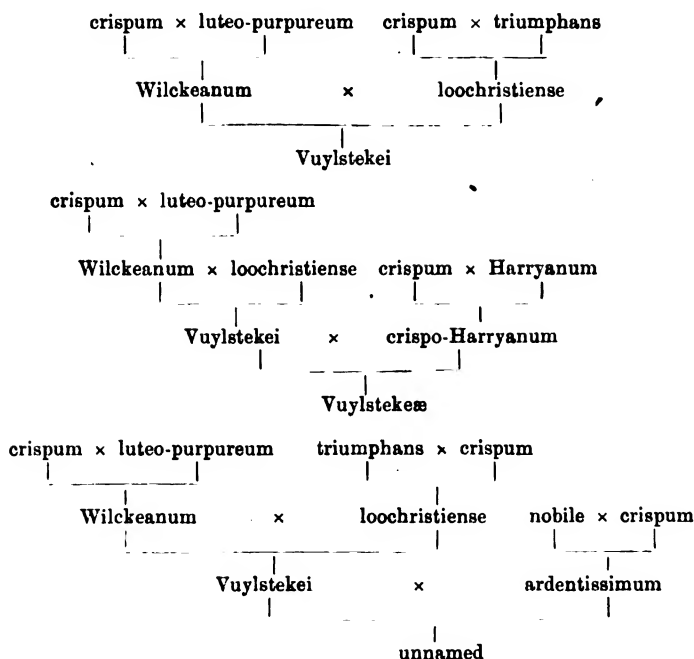 crispum × luteo-purpureum crispum × triumphans
Wilckeanum × loochristiense
Vuylstekei
crispum × luteo-purpureum
Wilckeanum × loochristiense crispum × Harryanum
Vuylstekei × crispo-Harryanum
Vuylstekeæ
crispum × luteo-purpureum triumphans × crispum
Wilckeanum × loochristiense nobile × crispum
Vuylstekei × ardentissimum
unnamed